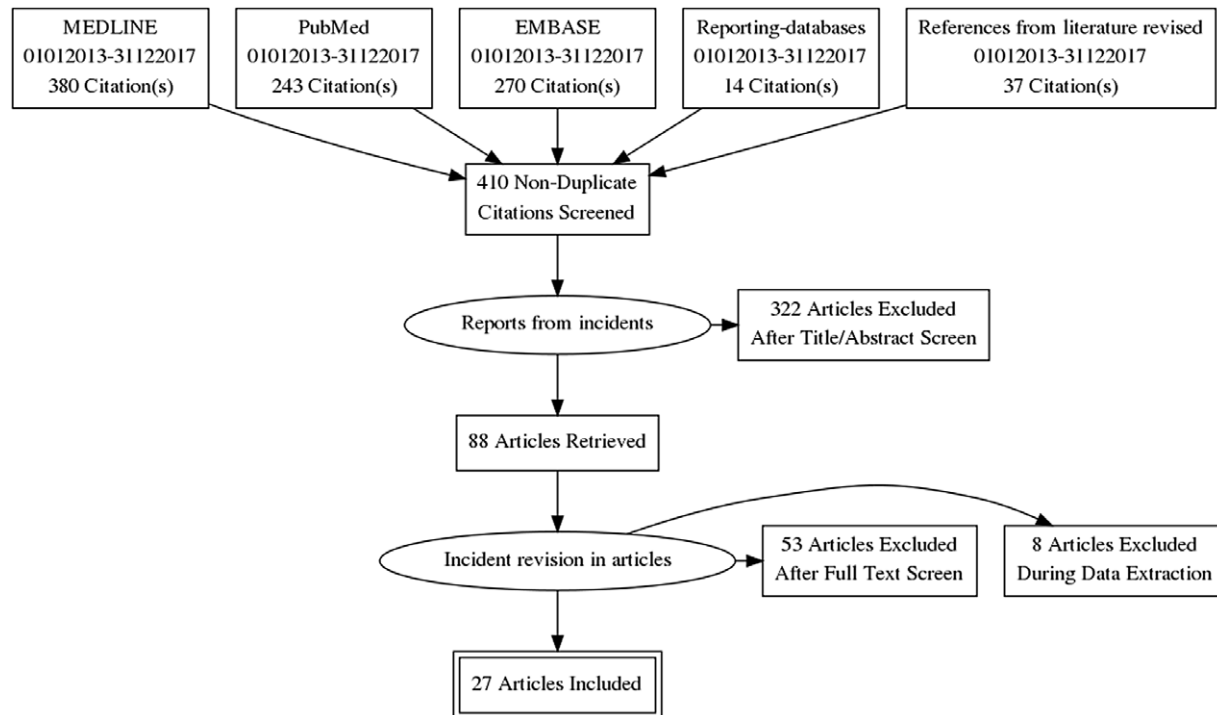 MEDLINE
01012013-31122017
380 Citation(s)
PubMed
01012013-31122017
243 Citation(s)
EMBASE
01012013-31122017
270 Citation(s)
Reporting-databases
01012013-31122017
14 Citation(s)
References from literature revised
01012013-31122017
37 Citation(s)
410 Non-Duplicate
Citations Screened
Reports from incidents
322 Articles Excluded
After Title/Abstract Screen
88 Articles Retrieved
Incident revision in articles
53 Articles Excluded
After Full Text Screen
8 Articles Excluded
During Data Extraction
27 Articles Included